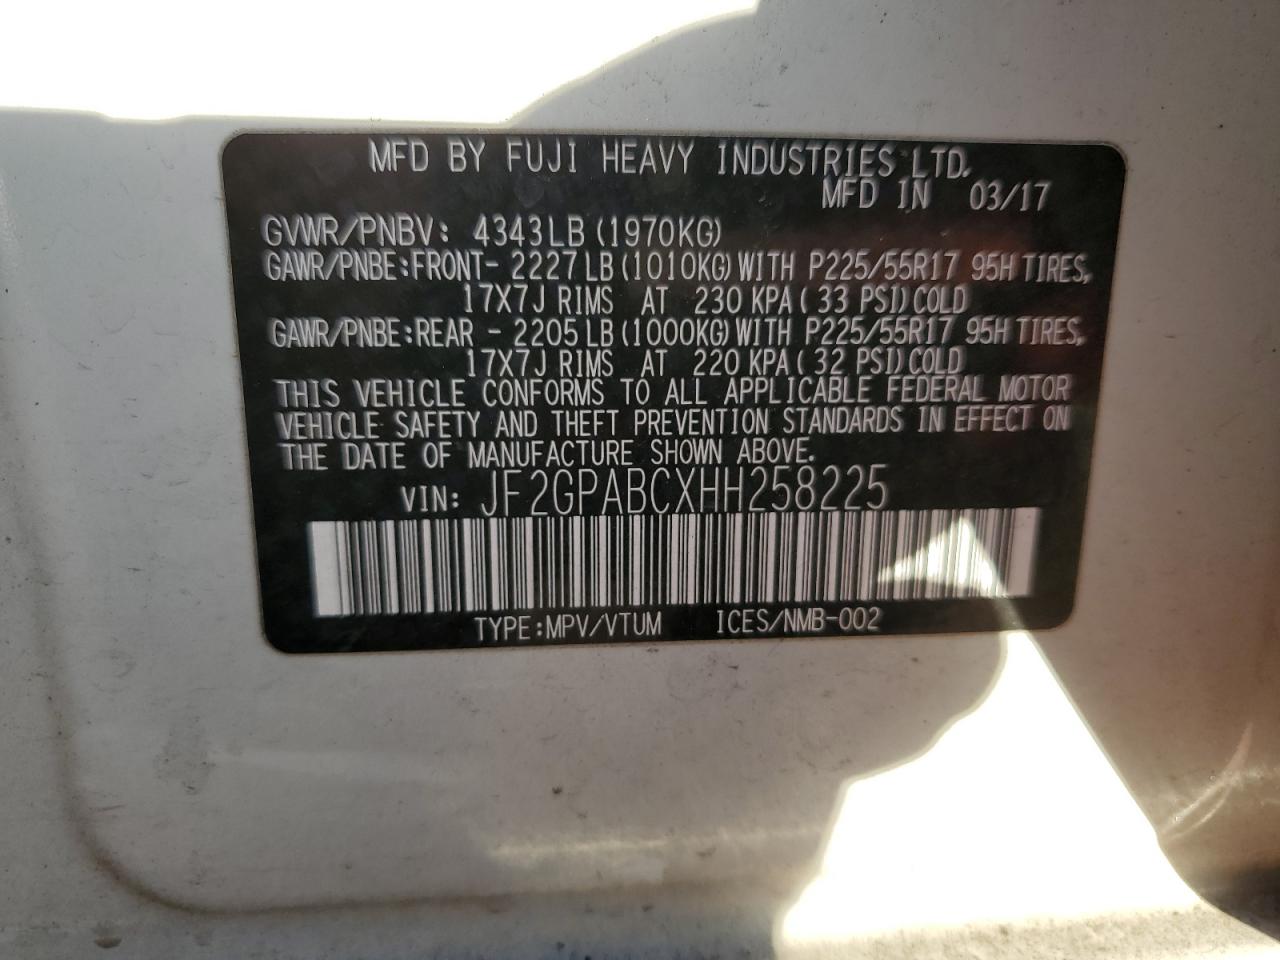 MFD BY FUJI HEAVY INDUSTRIES LTD.
MFD IN 03/17
GVWR/PNBV: 4343LB (1970KG)
GAWR/PNBE:FRONT- 2227 LB (1010KG) WITH P225/55R17 95H TIRES,
17X7J RIMS AT 230 KPA ( 33 PSI) COLD
GAWR/PNBE:REAR - 2205 LB (1000KG) WITH P225/55R17 95H TIRES,
17X7J RIMS AT 220 KPA ( 32 PSI) COLD
THIS VEHICLE CONFORMS TO ALL APPLICABLE FEDERAL MOTOR
VEHICLE SAFETY AND THEFT PREVENTION STANDARDS IN EFFECT ON
THE DATE OF MANUFACTURE SHOWN ABOVE.
VIN: JF2GPABCXHH258225
TYPE:MPV/VTUM ICES/NMB-002